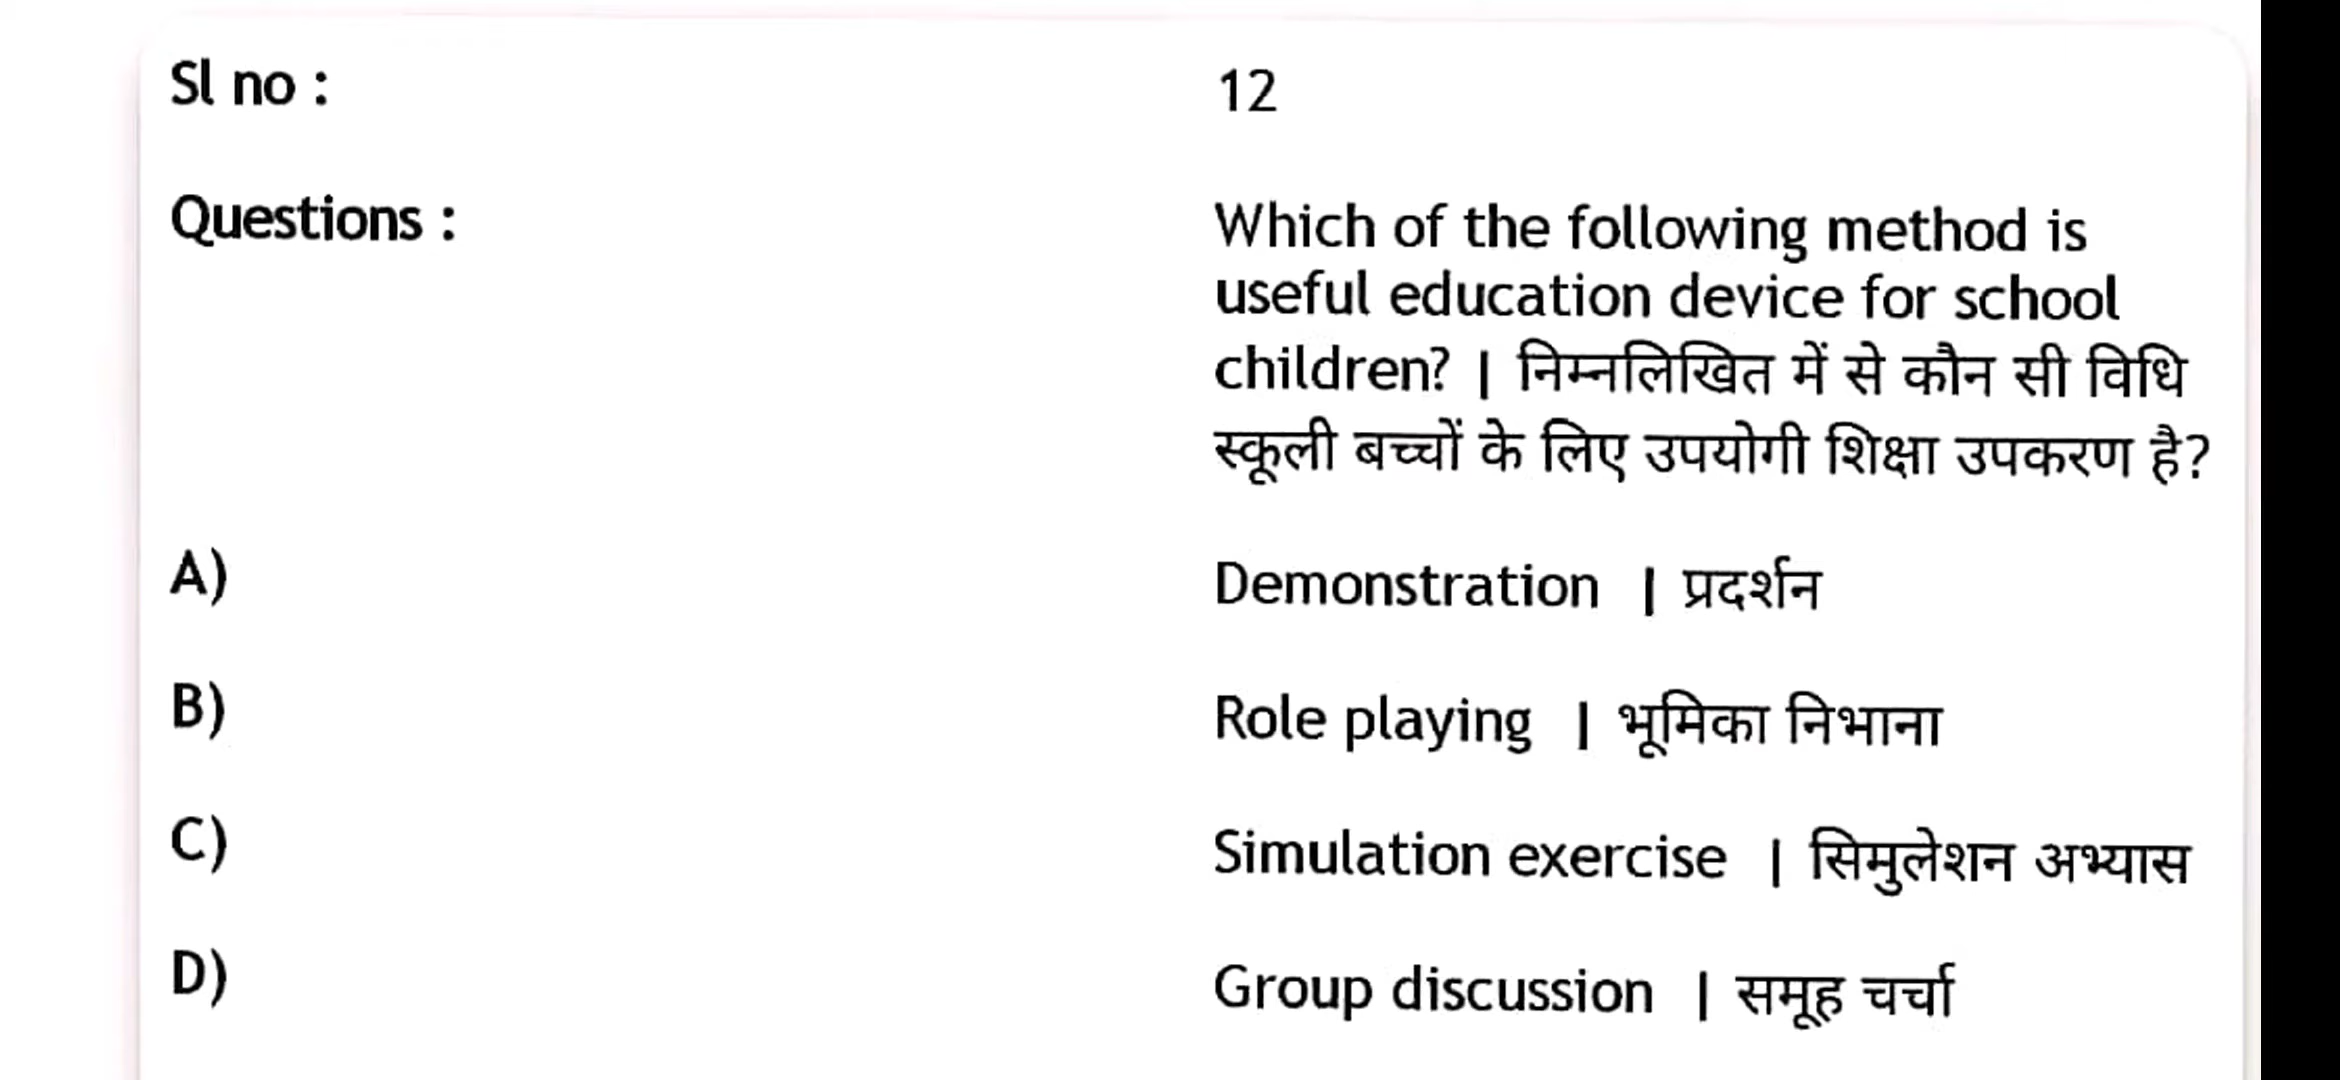 Sl no : 12
Questions : Which of the following method is
useful education device for school
children? | निम्नलिखित में से कौन सी विधि
स्कूली बच्चों के लिए उपयोगी शिक्षा उपकरण है?
A) Demonstration | प्रदर्शन
B) Role playing | भूमिका निभाना
C) Simulation exercise | सिमुलेशन अभ्यास
D) Group discussion | समूह चर्चा